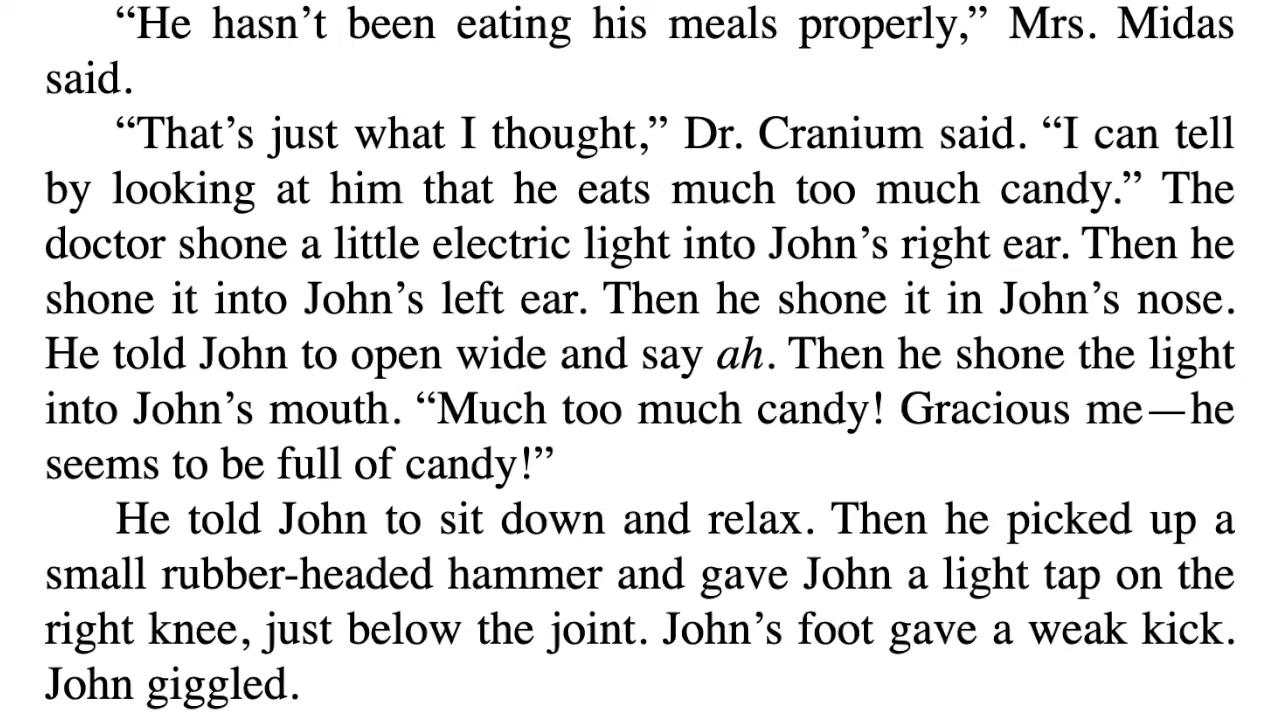 “He hasn’t been eating his meals properly,” Mrs. Midas
said.
“That’s just what I thought,” Dr. Cranium said. “I can tell
by looking at him that he eats much too much candy.” The
doctor shone a little electric light into John’s right ear. Then he
shone it into John’s left ear. Then he shone it in John’s nose.
He told John to open wide and say ah. Then he shone the light
into John’s mouth. “Much too much candy! Gracious me—he
seems to be full of candy!”
He told John to sit down and relax. Then he picked up a
small rubber-headed hammer and gave John a light tap on the
right knee, just below the joint. John’s foot gave a weak kick.
John giggled.